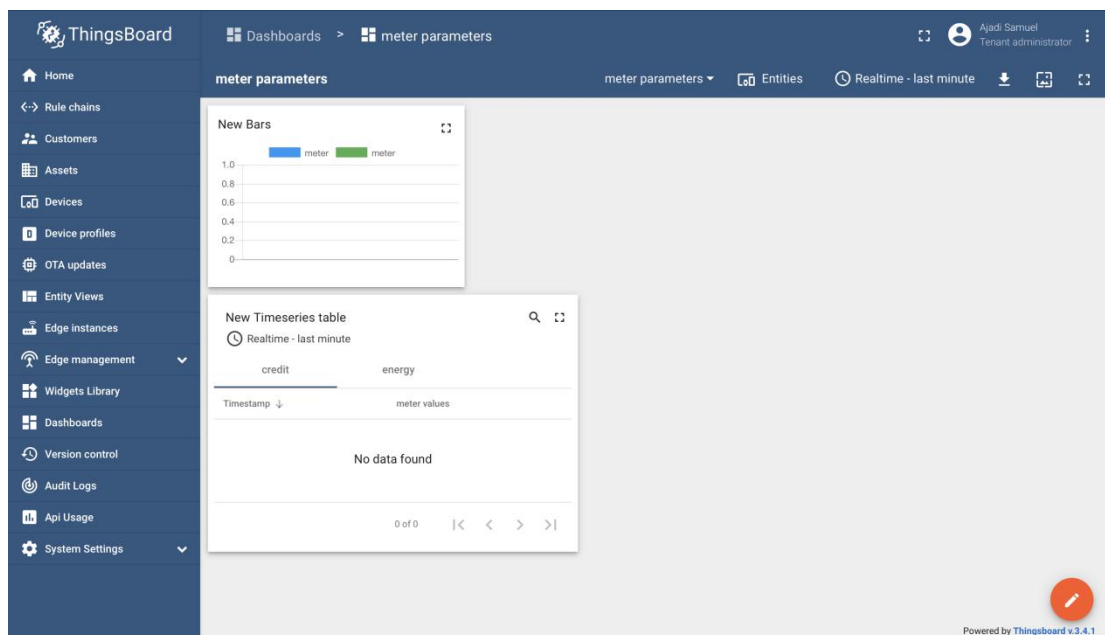 ThingsBoard
Dashboards > meter parameters
Ajadi Samuel
Tenant administrator
Home
Rule chains
Customers
Assets
Devices
Device profiles
OTA updates
Entity Views
Edge instances
Edge management
Widgets Library
Dashboards
Version control
Audit Logs
Api Usage
System Settings
meter parameters
meter parameters
Entities
Realtime - last minute
New Bars
meter meter
1.0
0.8
0.6
0.4
0.2
0
New Timeseries table
Realtime - last minute
credit energy
Timestamp ↓ meter values
No data found
0 of 0
Powered by Thingsboard v.3.4.1